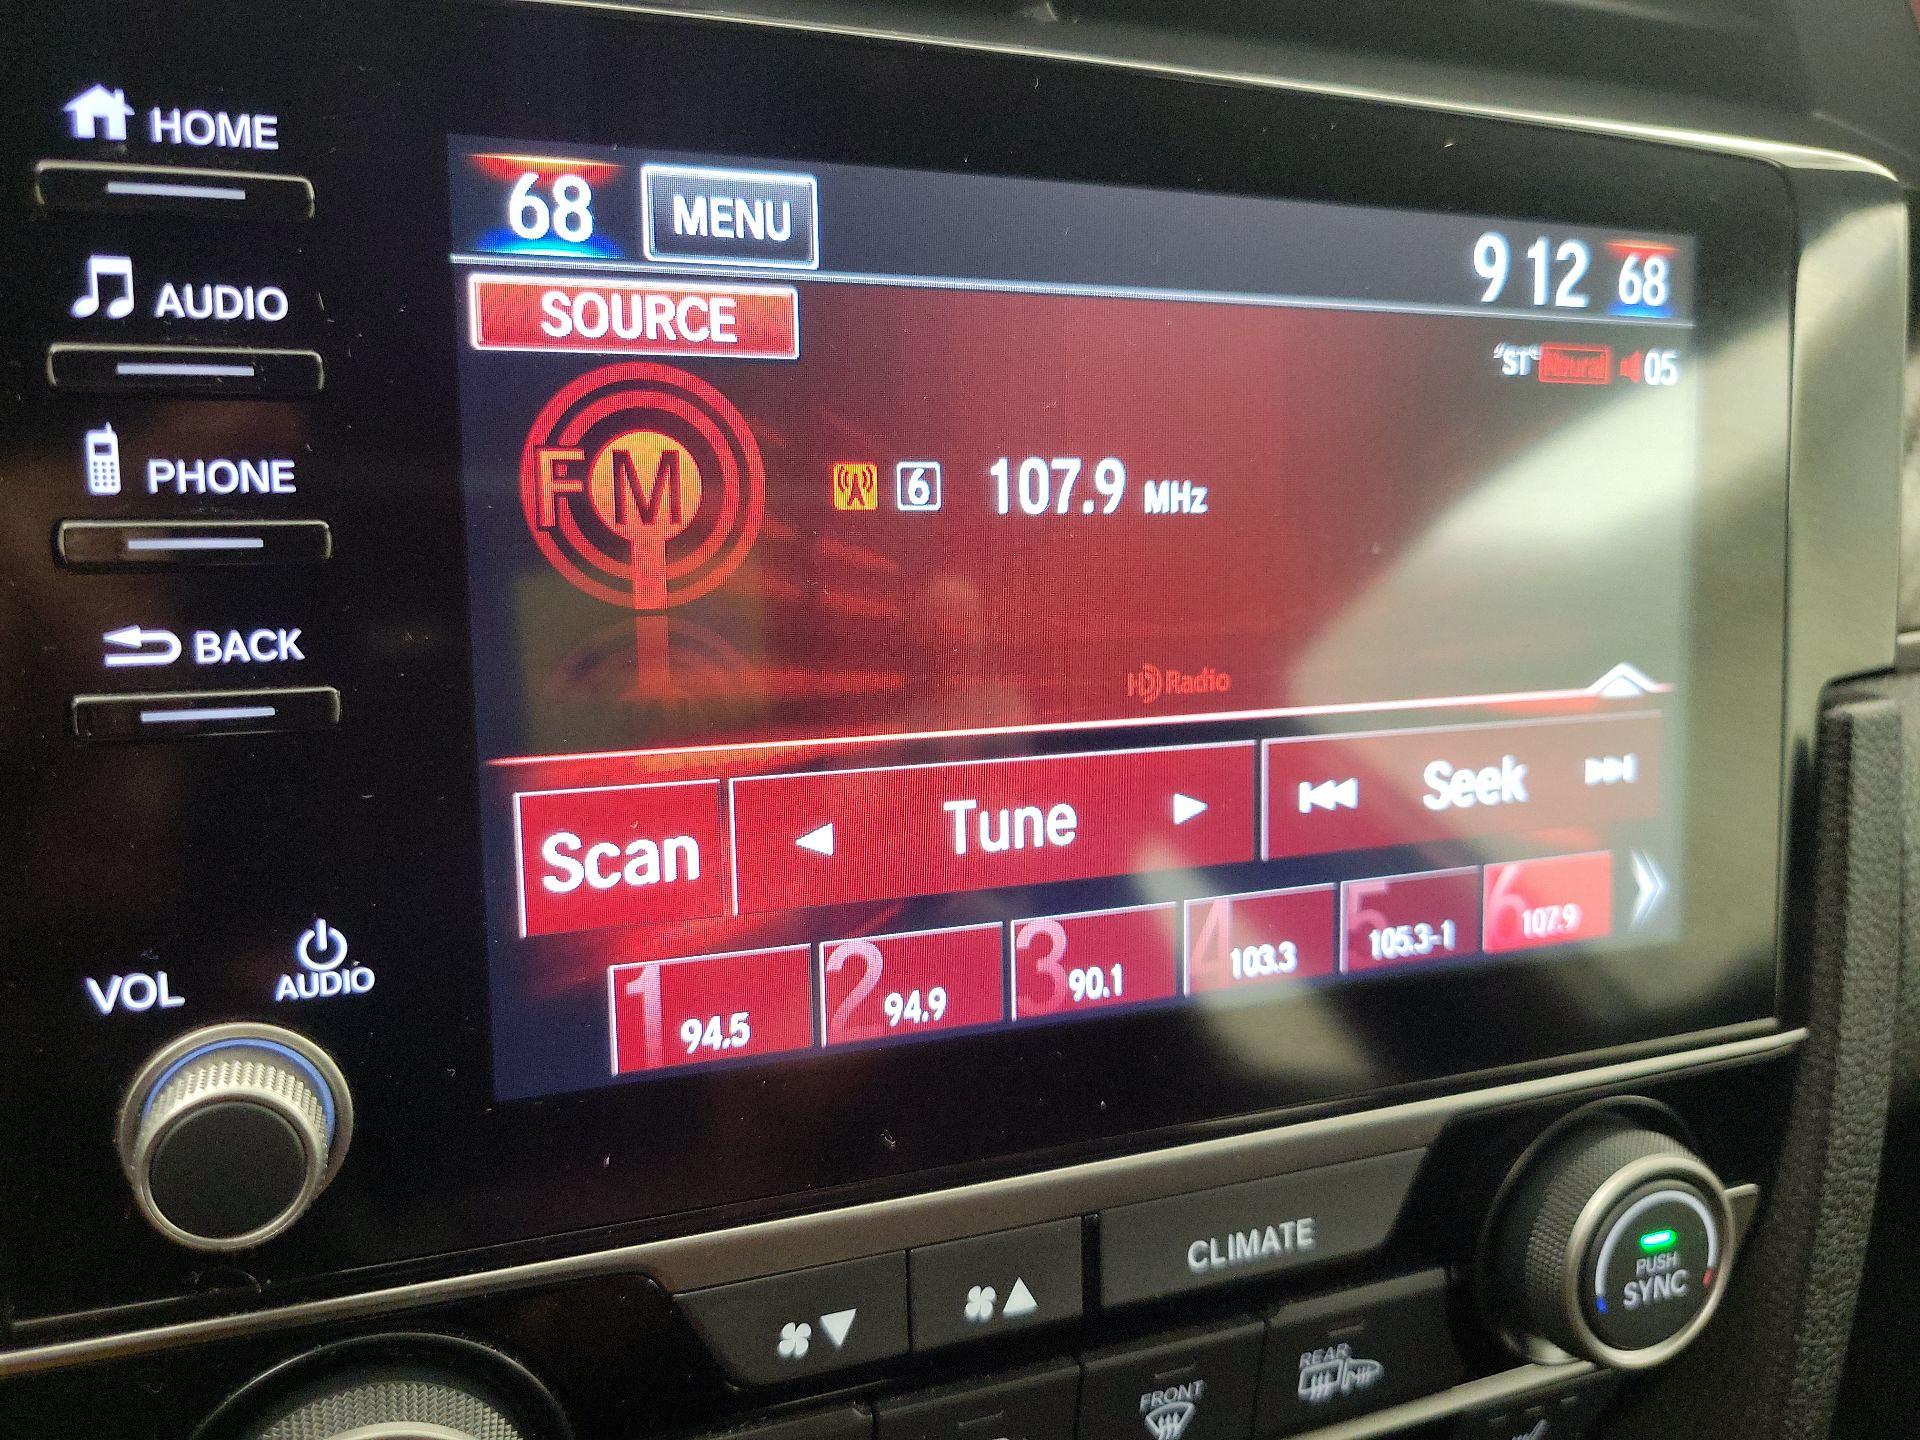 HOME
AUDIO
PHONE
BACK
VOL
AUDIO
68 MENU 9 12 68
SOURCE
"ST" Neural 05
FM
6 107.9 MHz
HD Radio
Scan Tune Seek
1 94.5
2 94.9
3 90.1
4 103.3
5 105.3-1
6 107.9
CLIMATE
PUSH
SYNC
FRONT
REAR